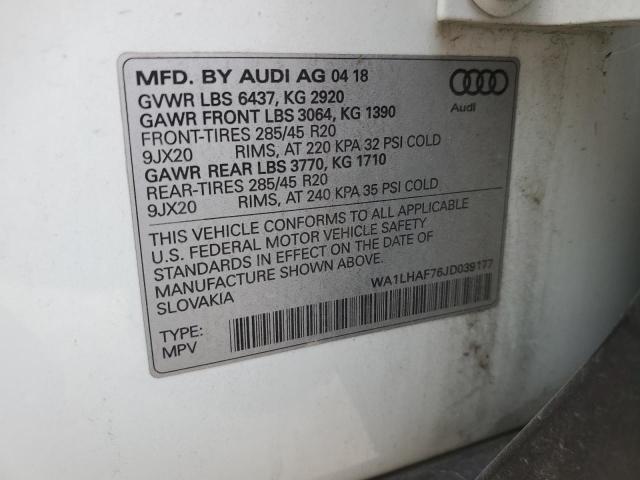 MFD. BY AUDI AG 04 18
GVWR LBS 6437, KG 2920
GAWR FRONT LBS 3064, KG 1390
FRONT-TIRES 285/45 R20
9JX20 RIMS, AT 220 KPA 32 PSI COLD
GAWR REAR LBS 3770, KG 1710
REAR-TIRES 285/45 R20
9JX20 RIMS, AT 240 KPA 35 PSI COLD
THIS VEHICLE CONFORMS TO ALL APPLICABLE
U.S. FEDERAL MOTOR VEHICLE SAFETY
STANDARDS IN EFFECT ON THE DATE OF
MANUFACTURE SHOWN ABOVE.
SLOVAKIA
WA1LHAF76JD039177
TYPE:
MPV
Audi